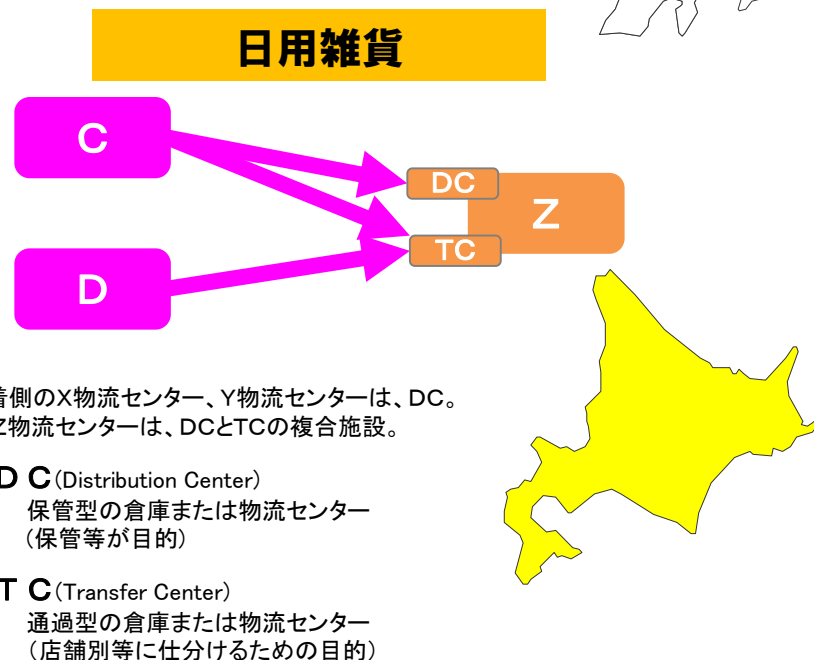 日用雑貨
C
DC
Z
TC
D
着側のX物流センター、Y物流センターは、DC。
Z物流センターは、DCとTCの複合施設。
D C(Distribution Center)
保管型の倉庫または物流センター
(保管等が目的)
T C(Transfer Center)
通過型の倉庫または物流センター
(店舗別等に仕分けるための目的)